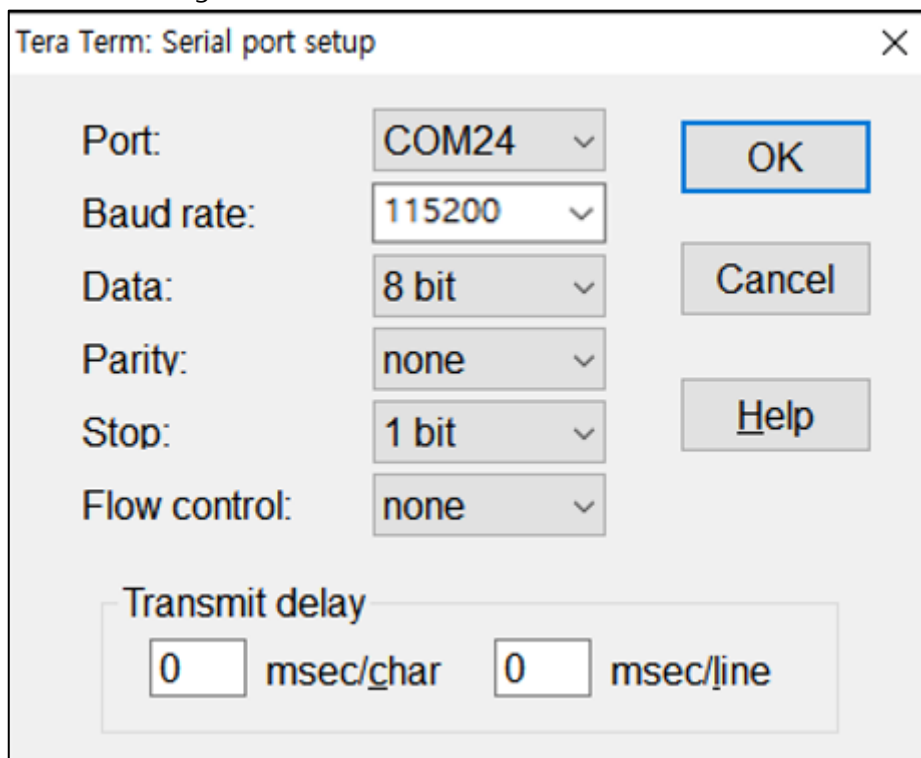 Tera Term: Serial port setup
Port: COM24 OK
Baud rate: 115200
Data: 8 bit Cancel
Parity: none
Stop: 1 bit Help
Flow control: none
Transmit delay
0 msec/char 0 msec/line